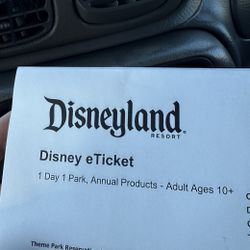 Disneyland
RESORT
Disney eTicket
1 Day 1 Park, Annual Products - Adult Ages 10+
Theme Park Reservati